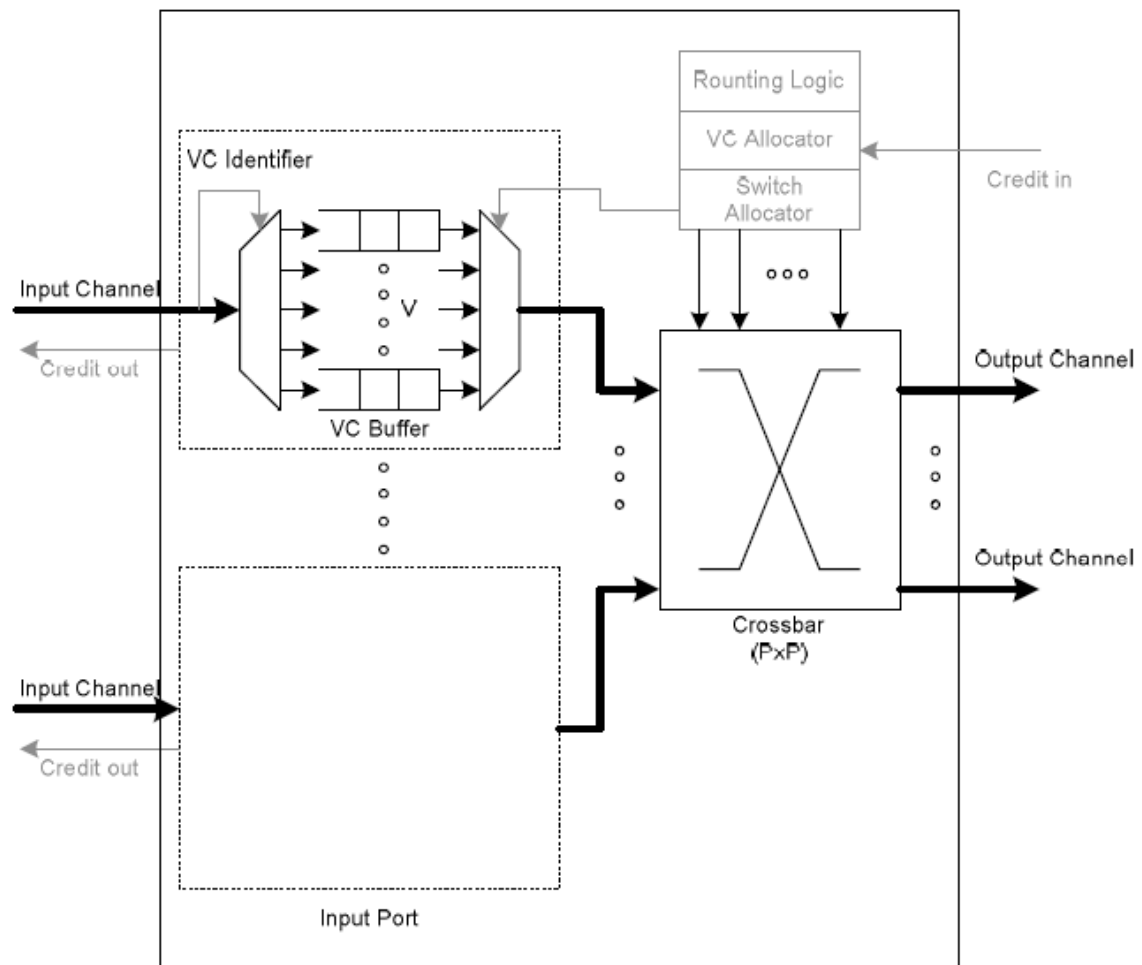 Rounting Logic
VC Allocator
Switch
Allocator
Credit in
VC Identifier
Input Channel
Credit out
V
VC Buffer
Output Channel
Output Channel
Crossbar
(PxP)
Input Channel
Credit out
Input Port